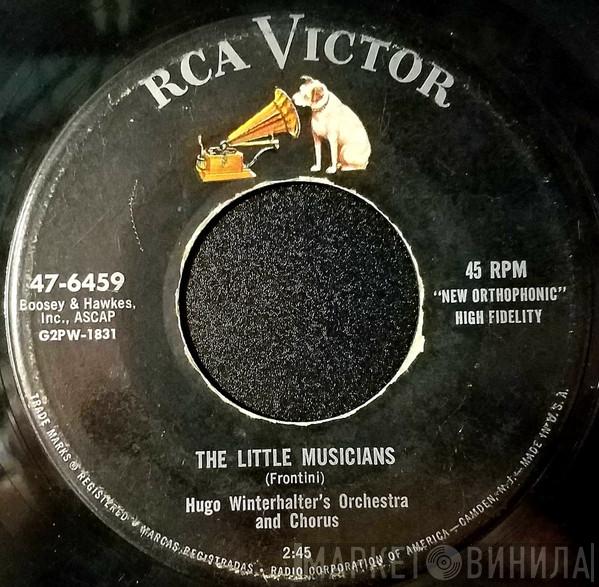 RCA VICTOR
47-6459
Boosey & Hawkes,
Inc., ASCAP
G2PW-1831
45 RPM
"NEW ORTHOPHONIC"
HIGH FIDELITY
THE LITTLE MUSICIANS
(Frontini)
Hugo Winterhalter's Orchestra
and Chorus
2:45
TRADE MARKS ® REGISTERED • MARCAS REGISTRADAS • RADIO CORPORATION OF AMERICA—CAMDEN, N.J.—MADE IN U.S.A.
МАРКЕТ ВИНИЛА